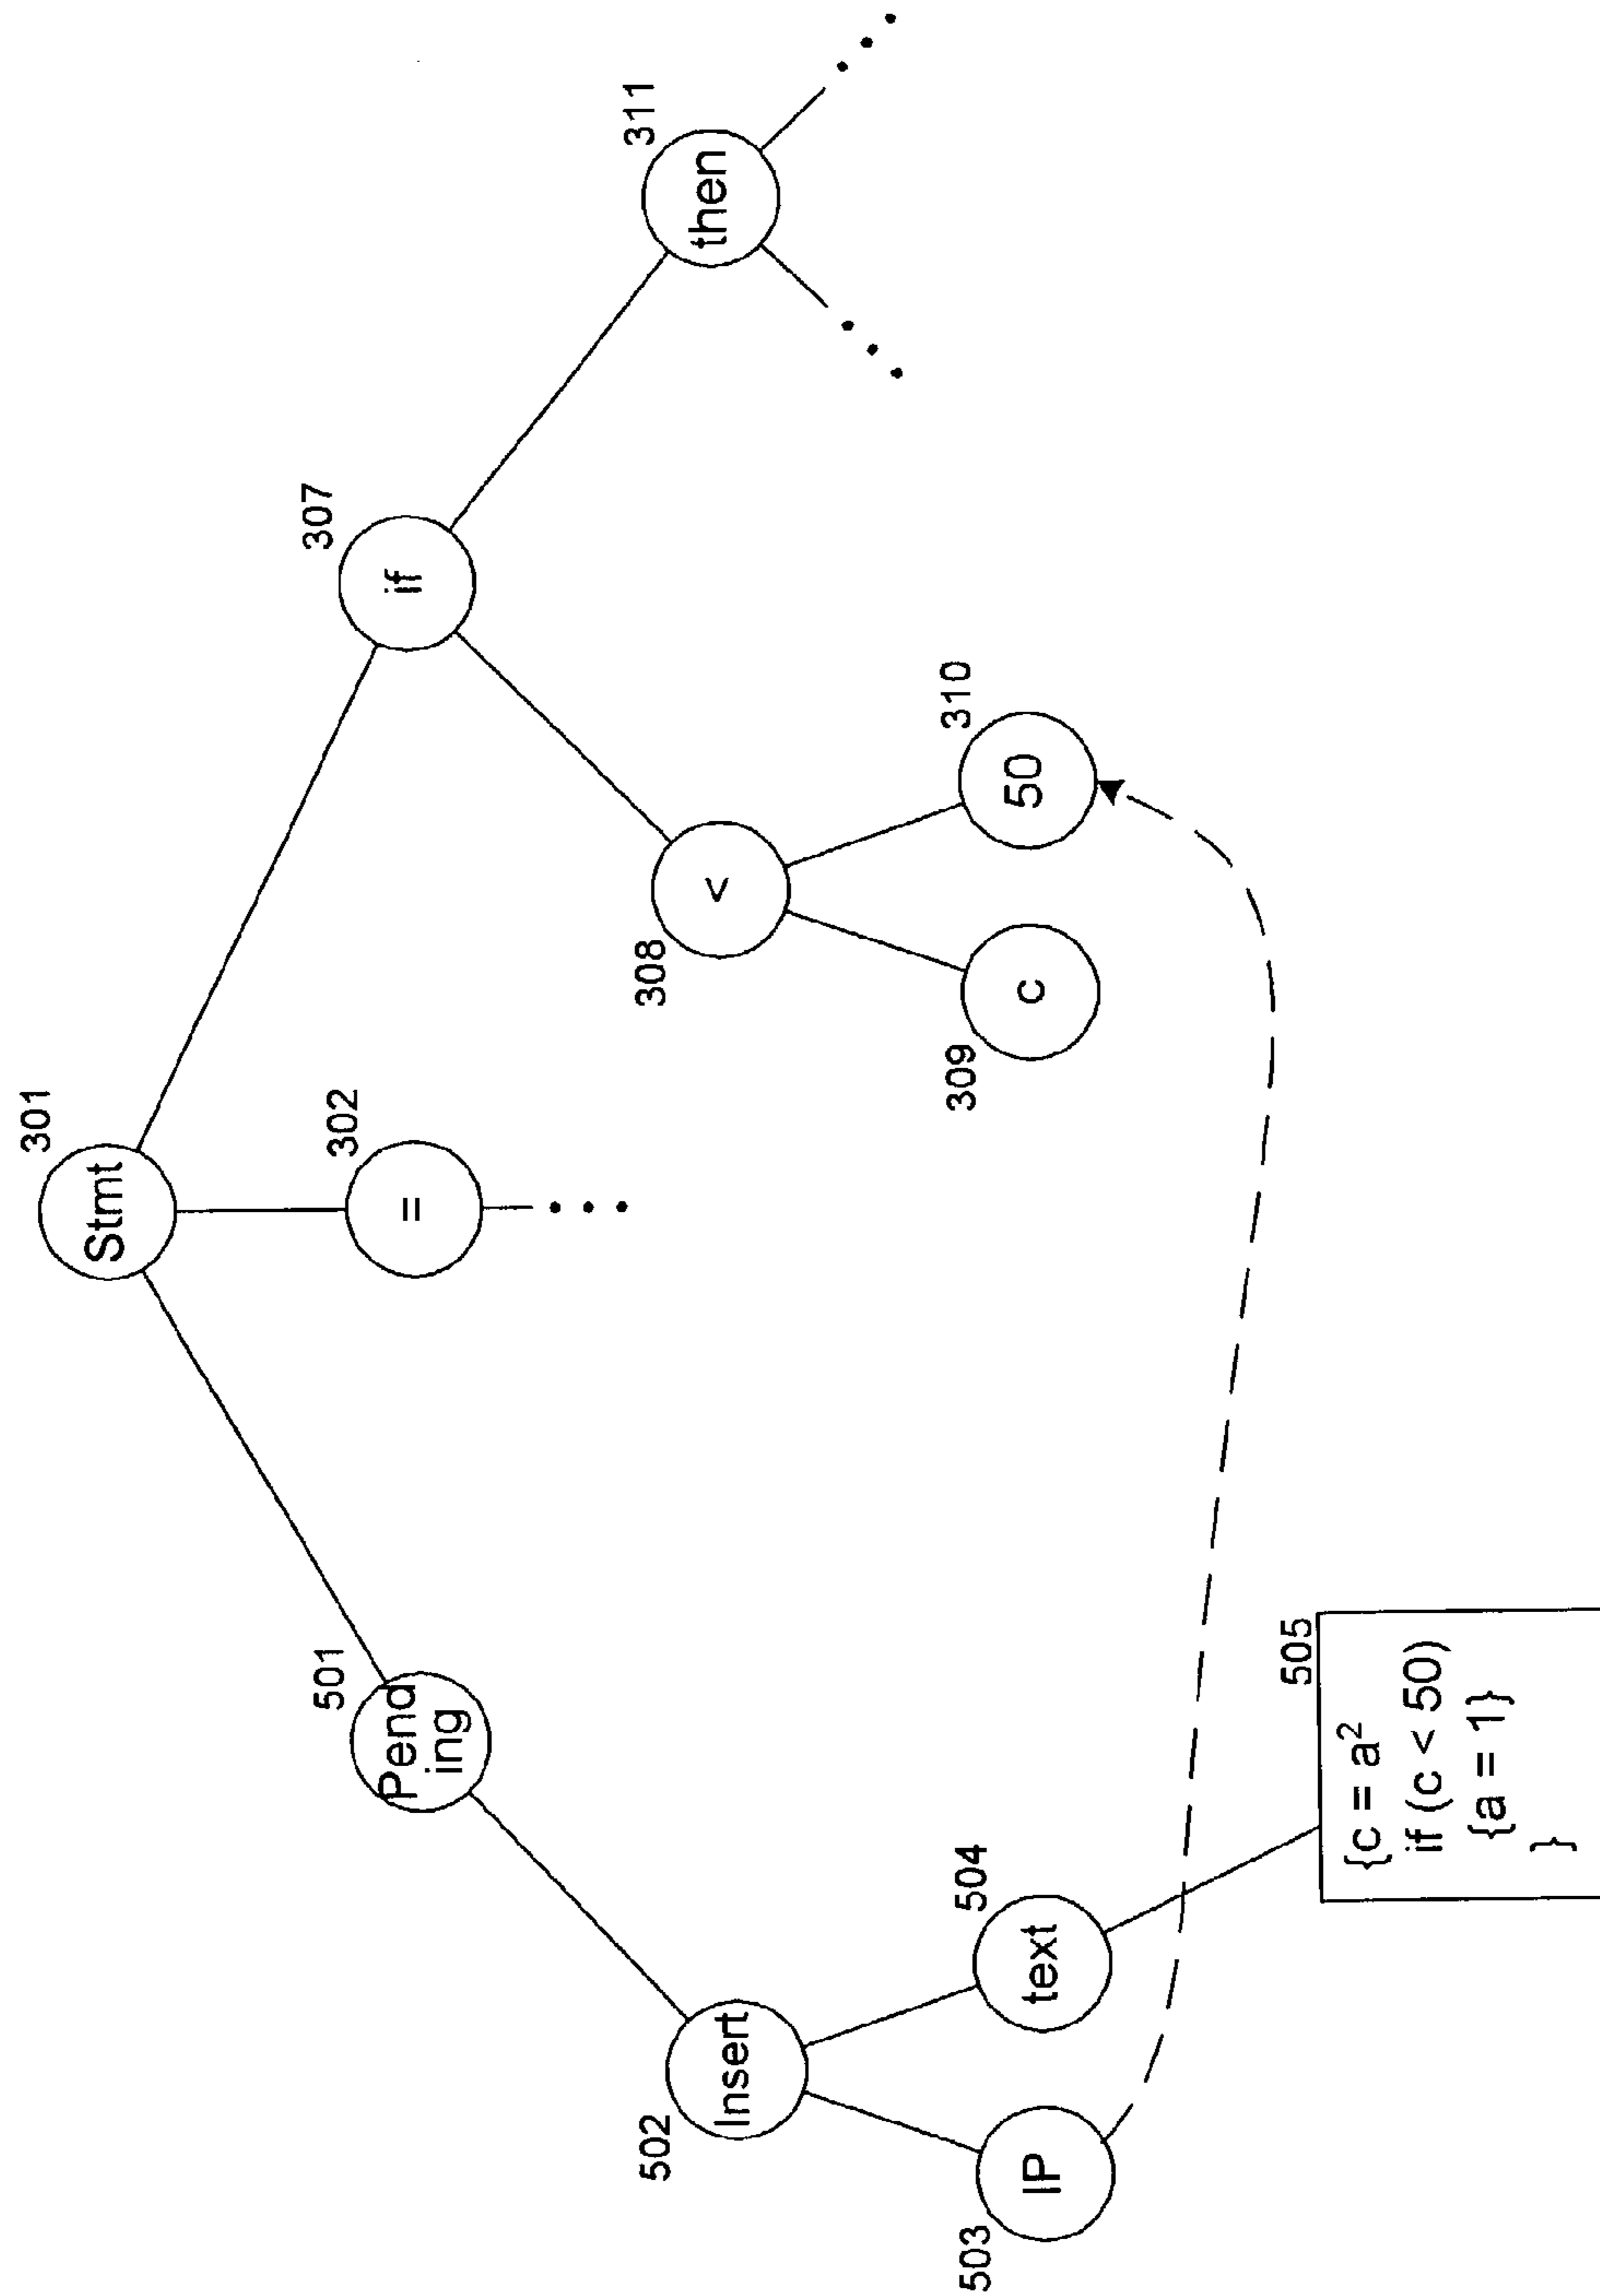 301
Stmt
501
Pend
ing
302
=
307
if
502
Insert
308
<
311
then
503
IP
504
text
309
c
310
50
505
{c = a²
if (c < 50)
{a = 1}
}